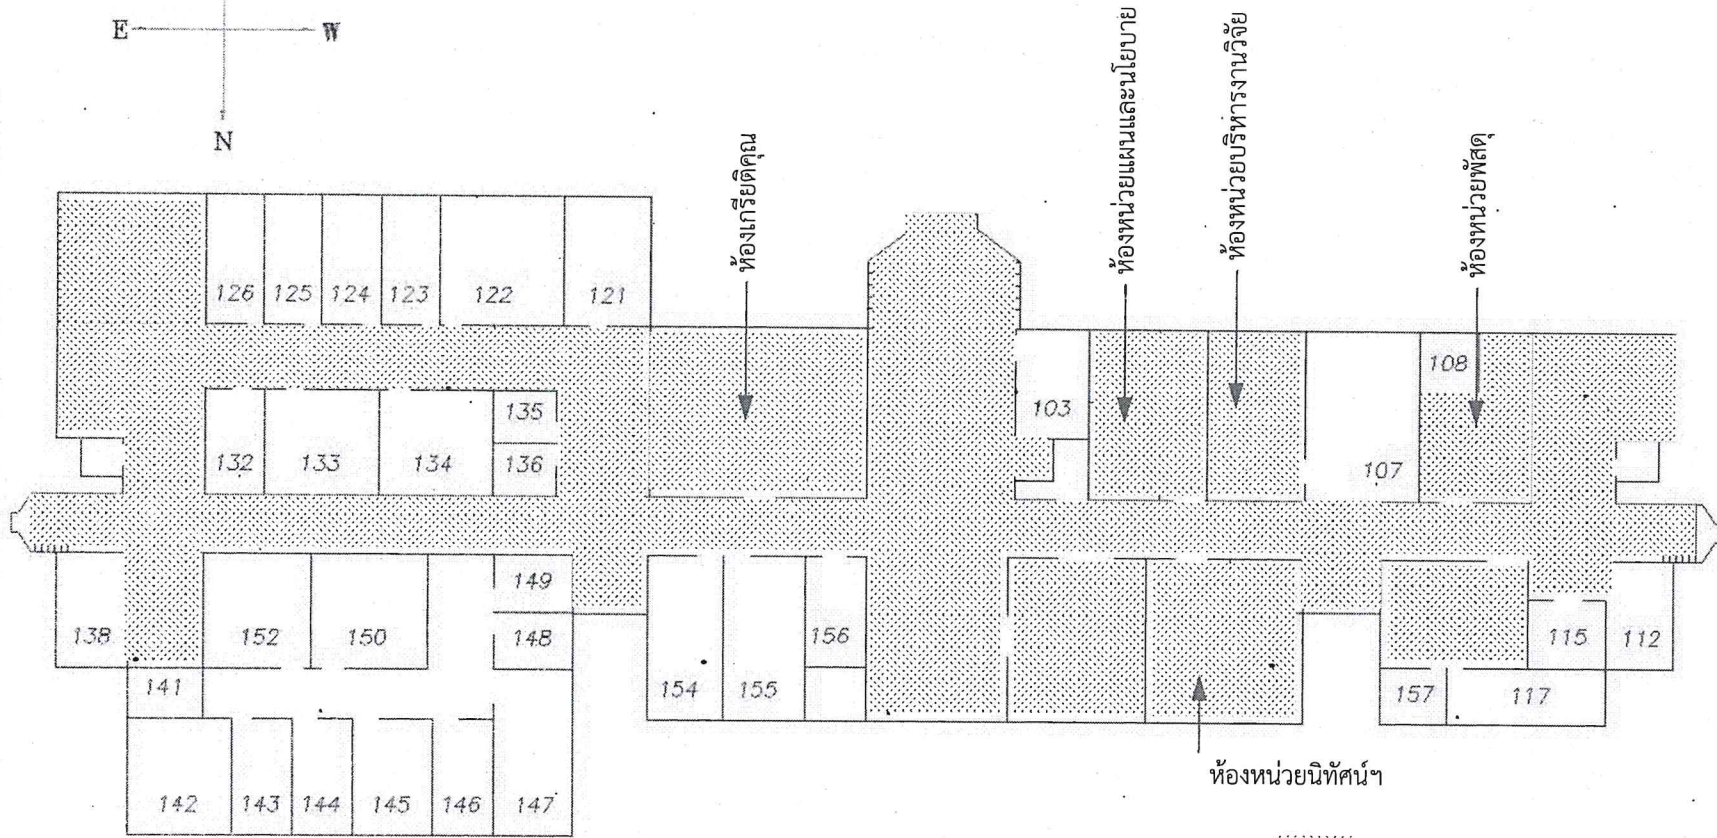 E W
N
ห้องเกรียติคุณ
ห้องหน่วยแผนและนโยบาย
ห้องหน่วยบริหารงานวิจัย
ห้องหน่วยพัสดุ
126 125 124 123 122 121
103 108
107
132 133 134 135
136
138 152 150 149
148
154 155 156
115 112
141
157 117
142 143 144 145 146 147
ห้องหน่วยนิทัศน์ฯ